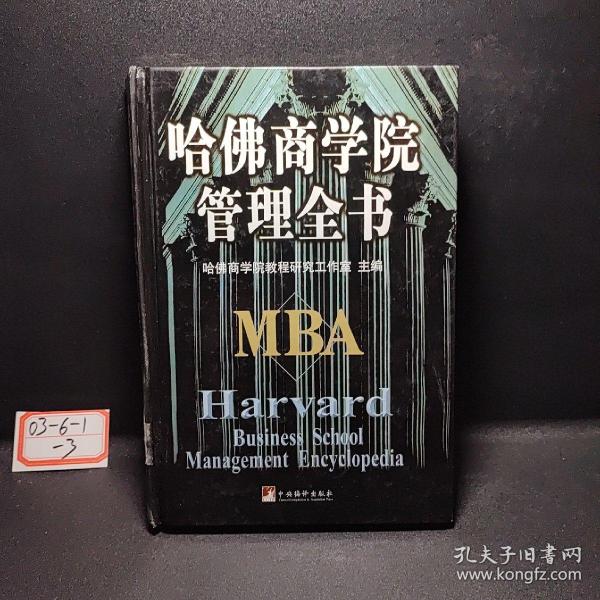 哈佛商学院
管理全书
哈佛商学院教程研究工作室 主编
MBA
Harvard
Business School
Management Encyclopedia
中央编译出版社
03-6-1
-3
孔夫子旧书网
www.kongfz.com